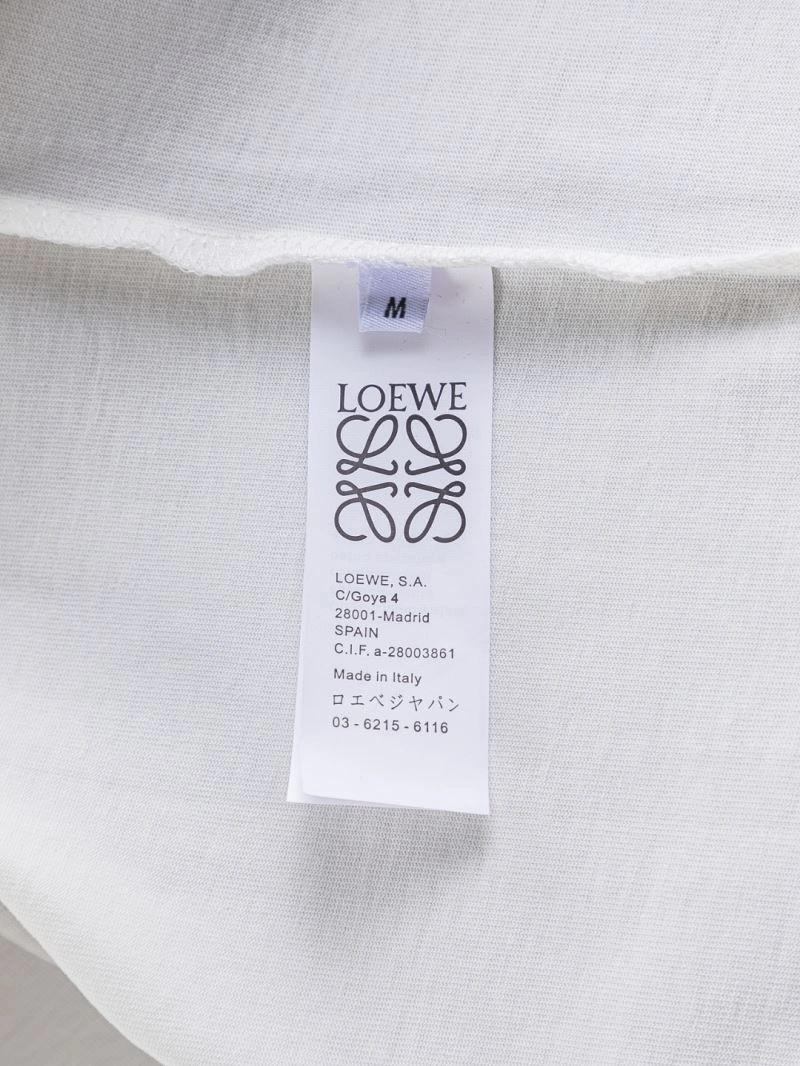 M
LOEWE
LOEWE, S.A.
C/Goya 4
28001-Madrid
SPAIN
C.I.F. a-28003861
Made in Italy
ロエベジヤパン
03 - 6215 - 6116